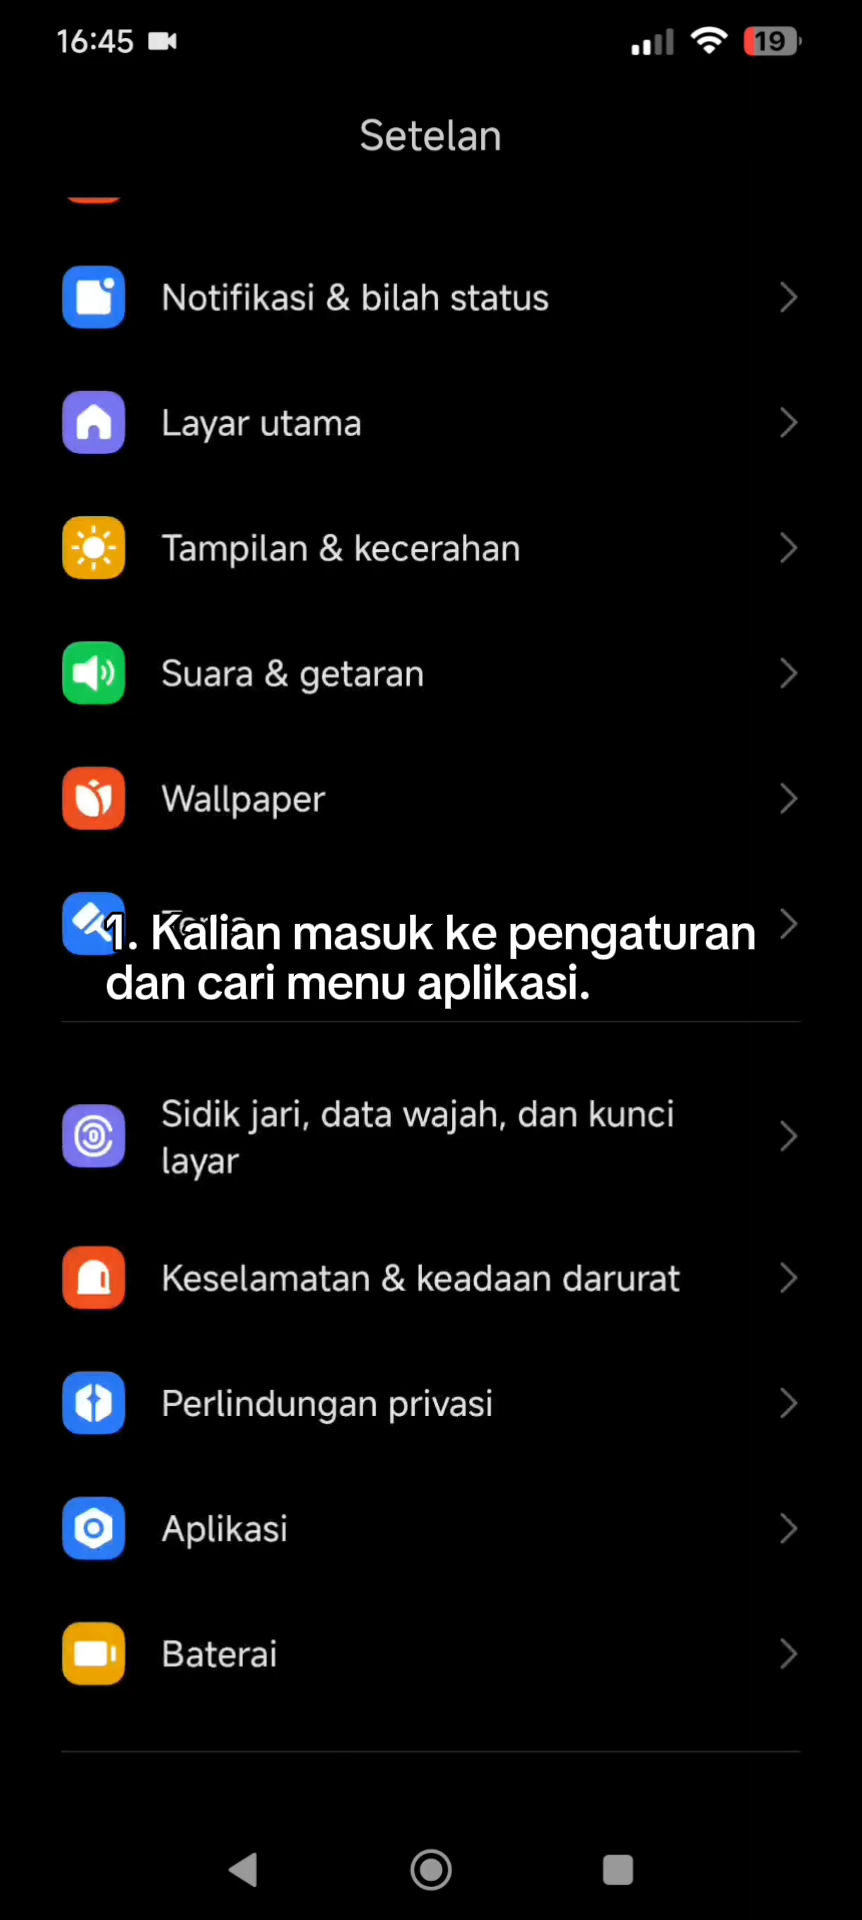 16:45
19
Setelan
Notifikasi & bilah status
Layar utama
Tampilan & kecerahan
Suara & getaran
Wallpaper
1. Kalian masuk ke pengaturan
dan cari menu aplikasi.
Sidik jari, data wajah, dan kunci
layar
Keselamatan & keadaan darurat
Perlindungan privasi
Aplikasi
Baterai